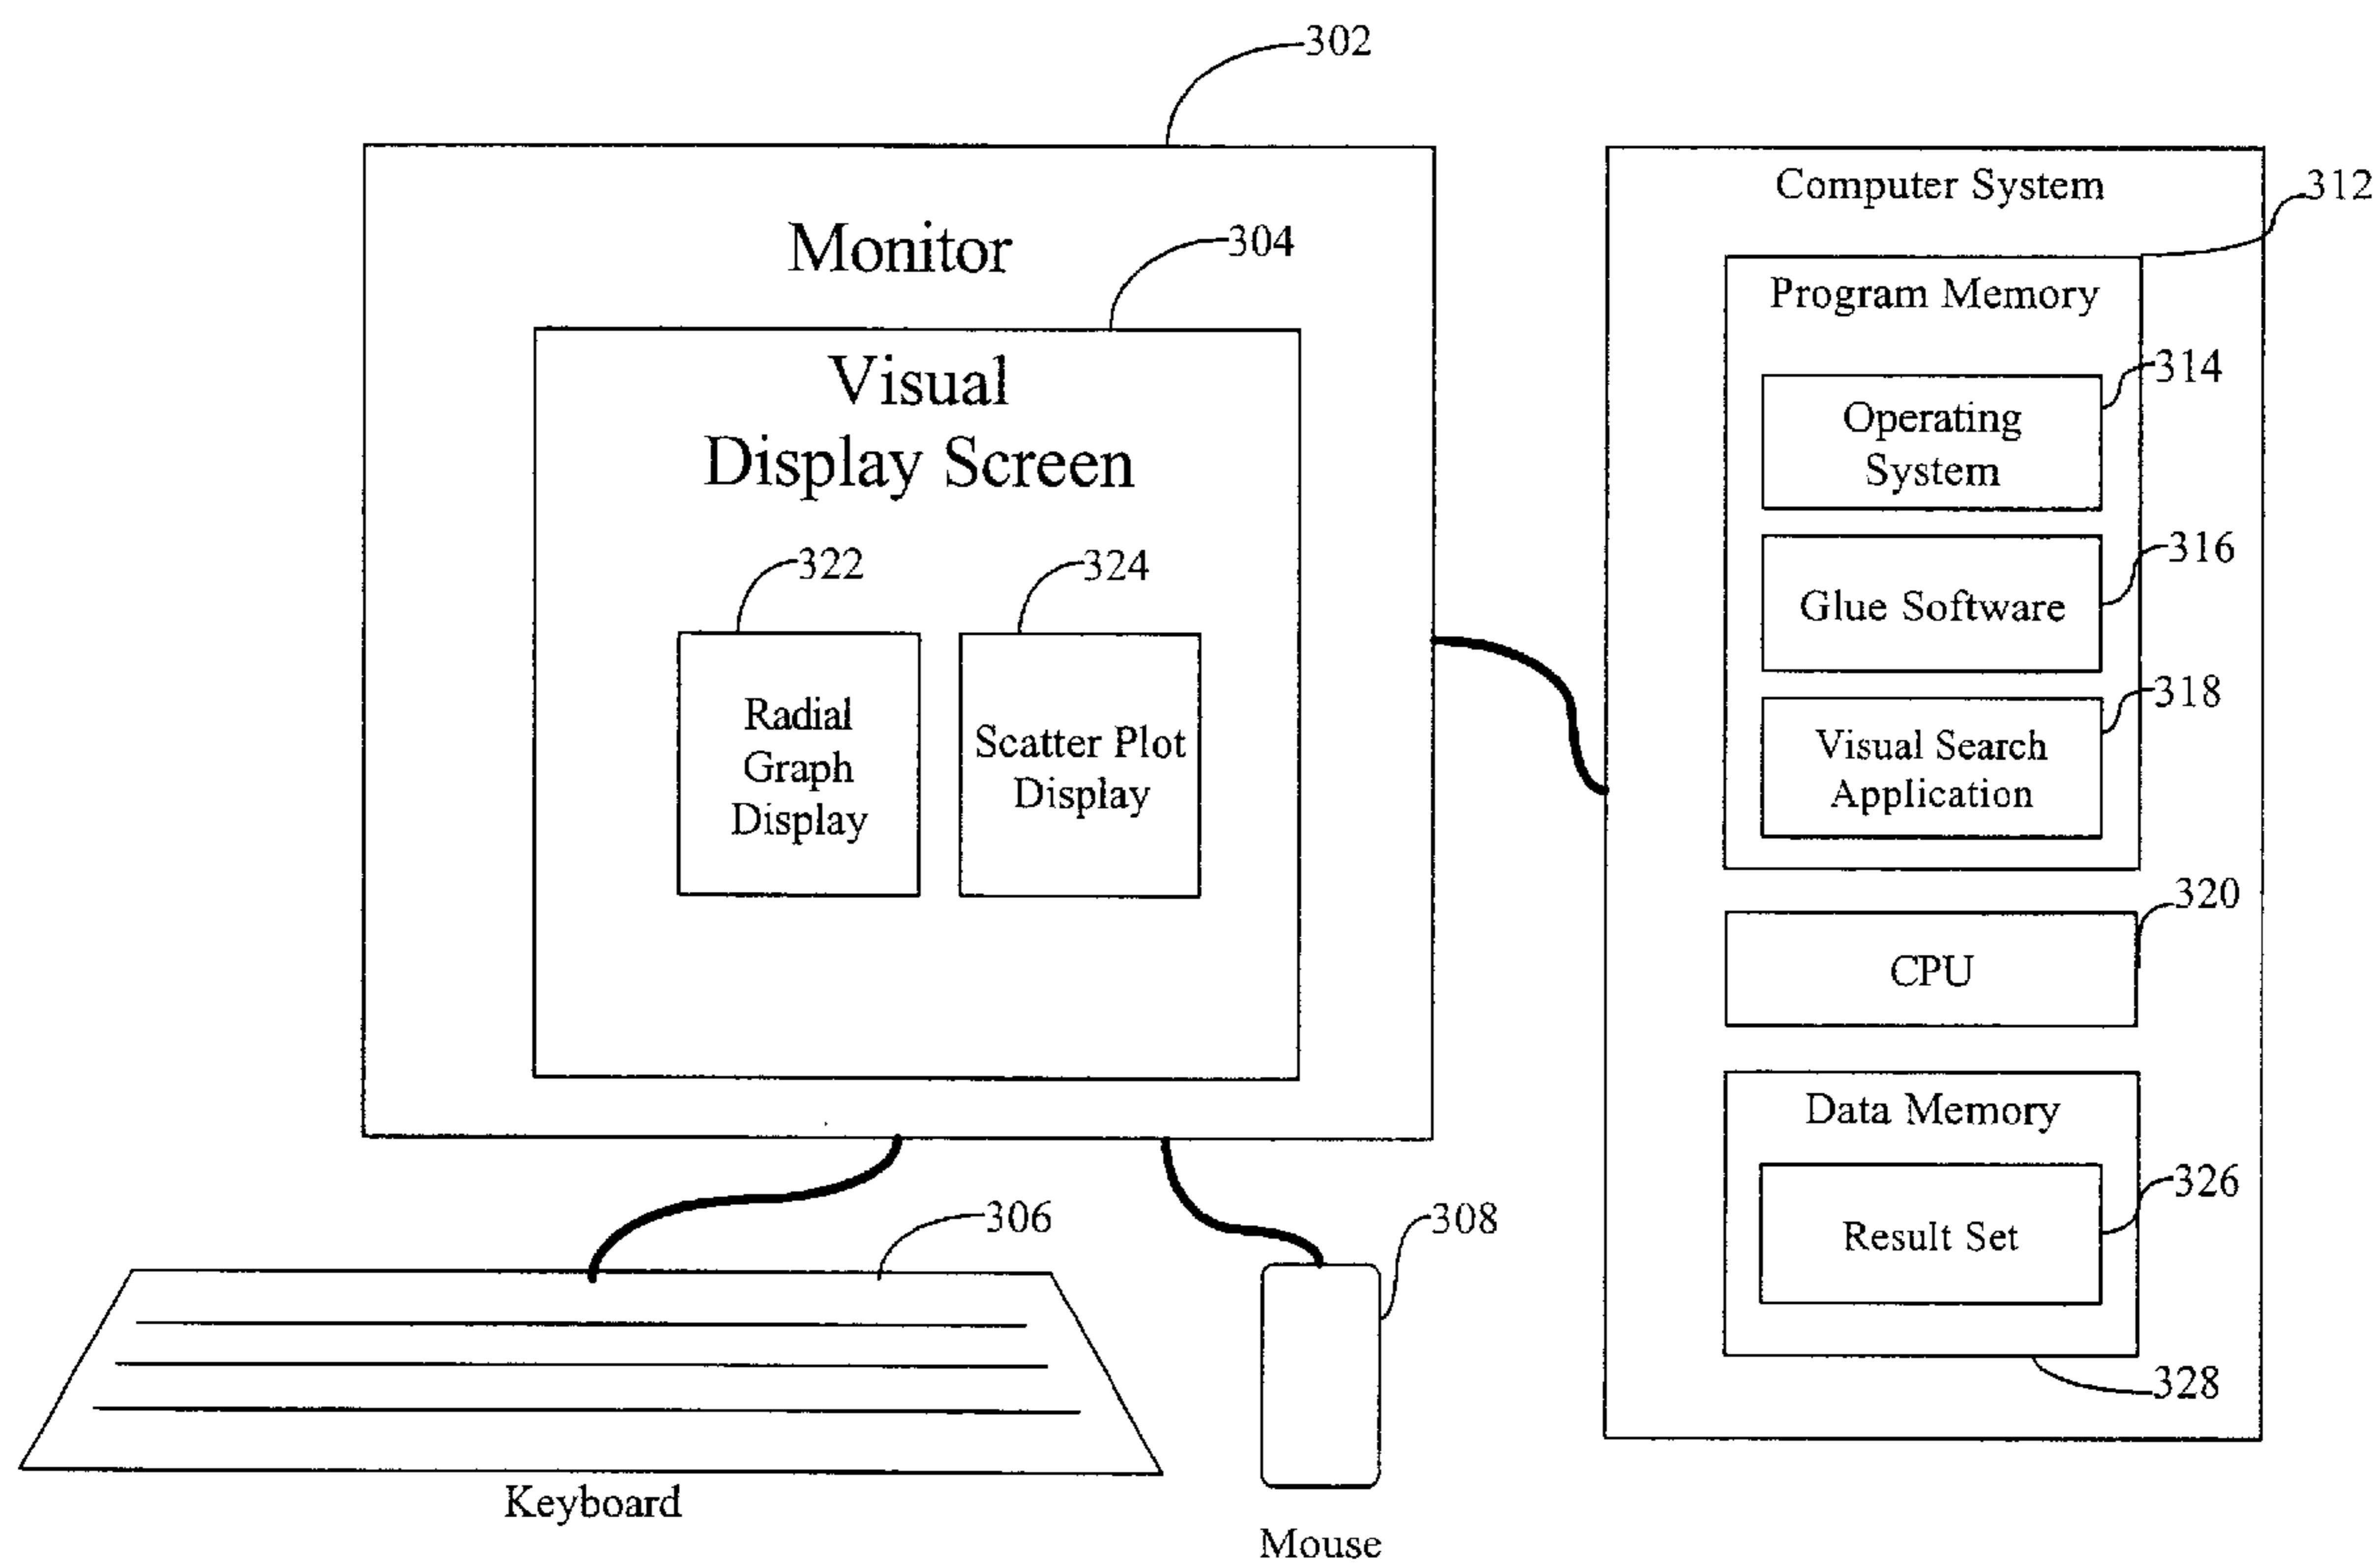 302
Monitor
304
Visual
Display Screen
322
324
Radial
Graph
Display
Scatter Plot
Display
306
308
Keyboard
Mouse
Computer System
312
Program Memory
314
Operating
System
316
Glue Software
318
Visual Search
Application
320
CPU
Data Memory
326
Result Set
328